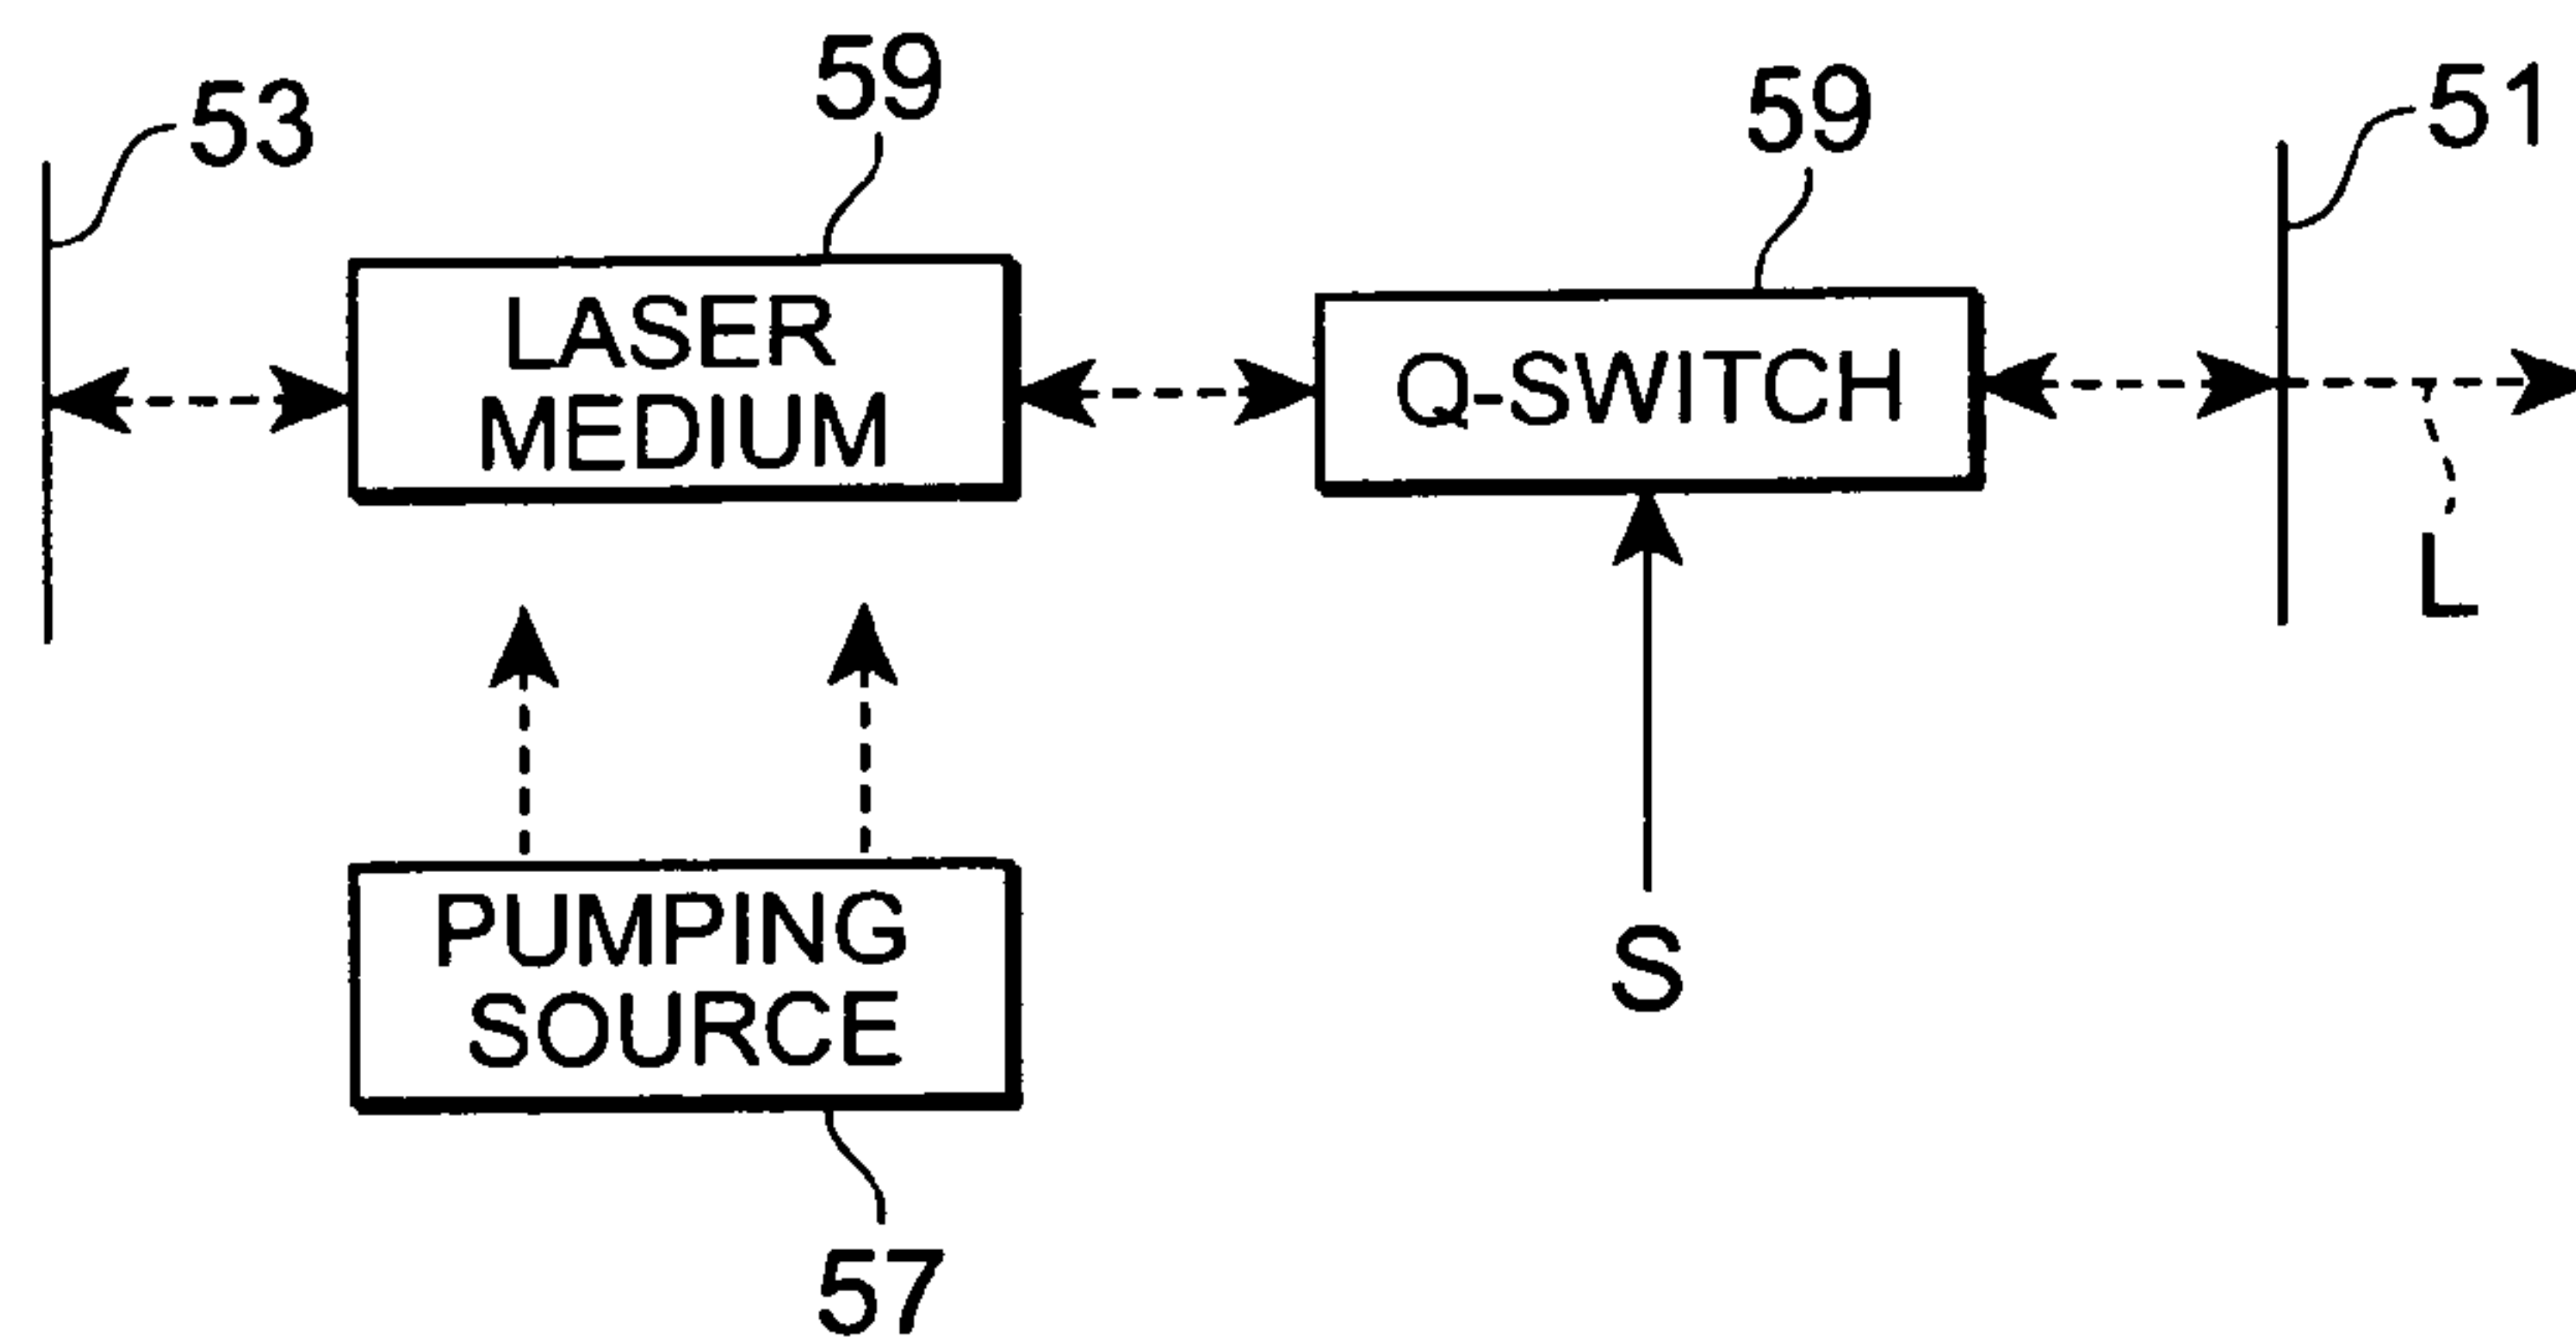 53
59
59
51
LASER
MEDIUM
Q-SWITCH
L
PUMPING
SOURCE
S
57